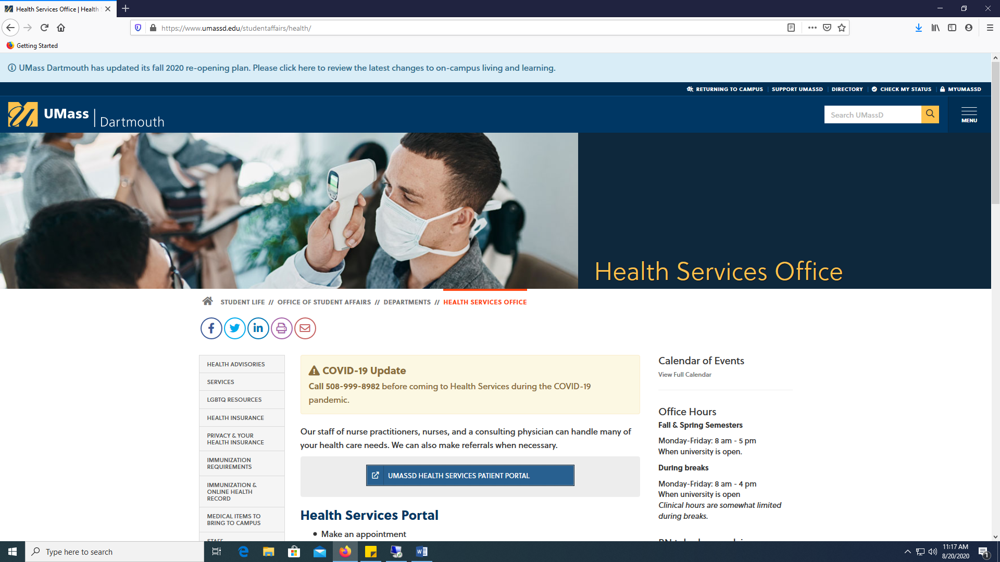 Health Services Office | Health
https://www.umassd.edu/studentaffairs/health/
Getting Started
UMass Dartmouth has updated its fall 2020 re-opening plan. Please click here to review the latest changes to on-campus living and learning.
RETURNING TO CAMPUS | SUPPORT UMASSD | DIRECTORY | CHECK MY STATUS | MYUMASSD
UMass | Dartmouth
Search UMassD
MENU
Health Services Office
STUDENT LIFE // OFFICE OF STUDENT AFFAIRS // DEPARTMENTS // HEALTH SERVICES OFFICE
HEALTH ADVISORIES
SERVICES
LGBTQ RESOURCES
HEALTH INSURANCE
PRIVACY & YOUR
HEALTH INSURANCE
IMMUNIZATION
REQUIREMENTS
IMMUNIZATION &
ONLINE HEALTH
RECORD
MEDICAL ITEMS TO
BRING TO CAMPUS
STAFF
COVID-19 Update
Call 508-999-8982 before coming to Health Services during the COVID-19
pandemic.
Our staff of nurse practitioners, nurses, and a consulting physician can handle many of
your health care needs. We can also make referrals when necessary.
UMASSD HEALTH SERVICES PATIENT PORTAL
Health Services Portal
• Make an appointment
Calendar of Events
View Full Calendar
Office Hours
Fall & Spring Semesters
Monday-Friday: 8 am - 5 pm
When university is open.
During breaks
Monday-Friday: 8 am - 4 pm
When university is open
Clinical hours are somewhat limited
during breaks.
Type here to search
11:17 AM
8/20/2020
1